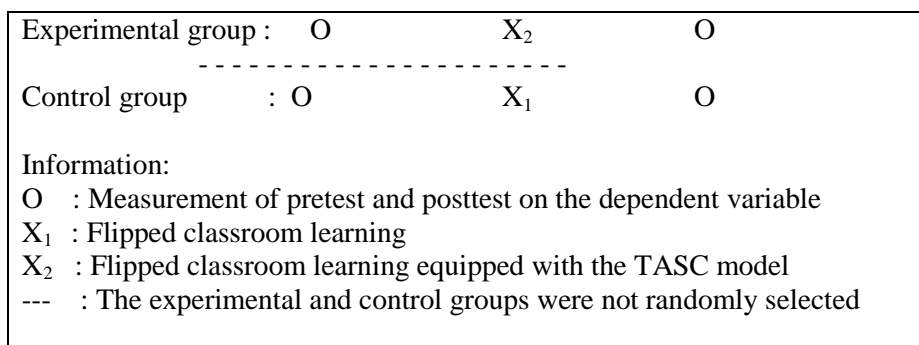 Experimental group : O X₂ O
- - - - - - - - - - - - - - - - - - - - - -
Control group : O X₁ O
Information:
O : Measurement of pretest and posttest on the dependent variable
X₁ : Flipped classroom learning
X₂ : Flipped classroom learning equipped with the TASC model
--- : The experimental and control groups were not randomly selected